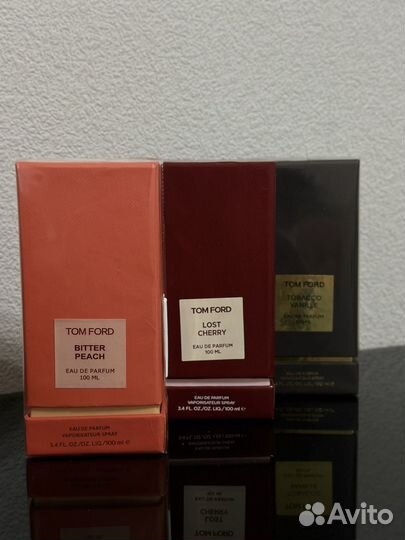 TOM FORD
BITTER
PEACH
EAU DE PARFUM
100 ML
EAU DE PARFUM
VAPORISATEUR SPRAY
3.4 FL.OZ./OZ. LIQ./100 ml ℮
TOM FORD
LOST
CHERRY
EAU DE PARFUM
100 ML
EAU DE PARFUM
VAPORISATEUR SPRAY
3.4 FL.OZ./OZ. LIQ./100 ml ℮
TOM FORD
TOBACCO
VANILLE
EAU DE PARFUM
Avito